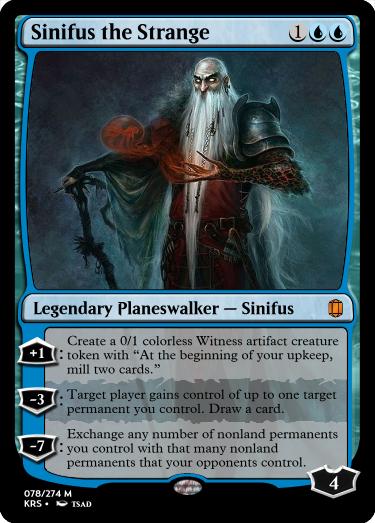 Sinifus the Strange 1
Legendary Planeswalker — Sinifus
+1: Create a 0/1 colorless Witness artifact creature
token with “At the beginning of your upkeep,
mill two cards.”
-3: Target player gains control of up to one target
permanent you control. Draw a card.
-7: Exchange any number of nonland permanents
you control with that many nonland
permanents that your opponents control.
4
078/274 M
KRS • TSAD